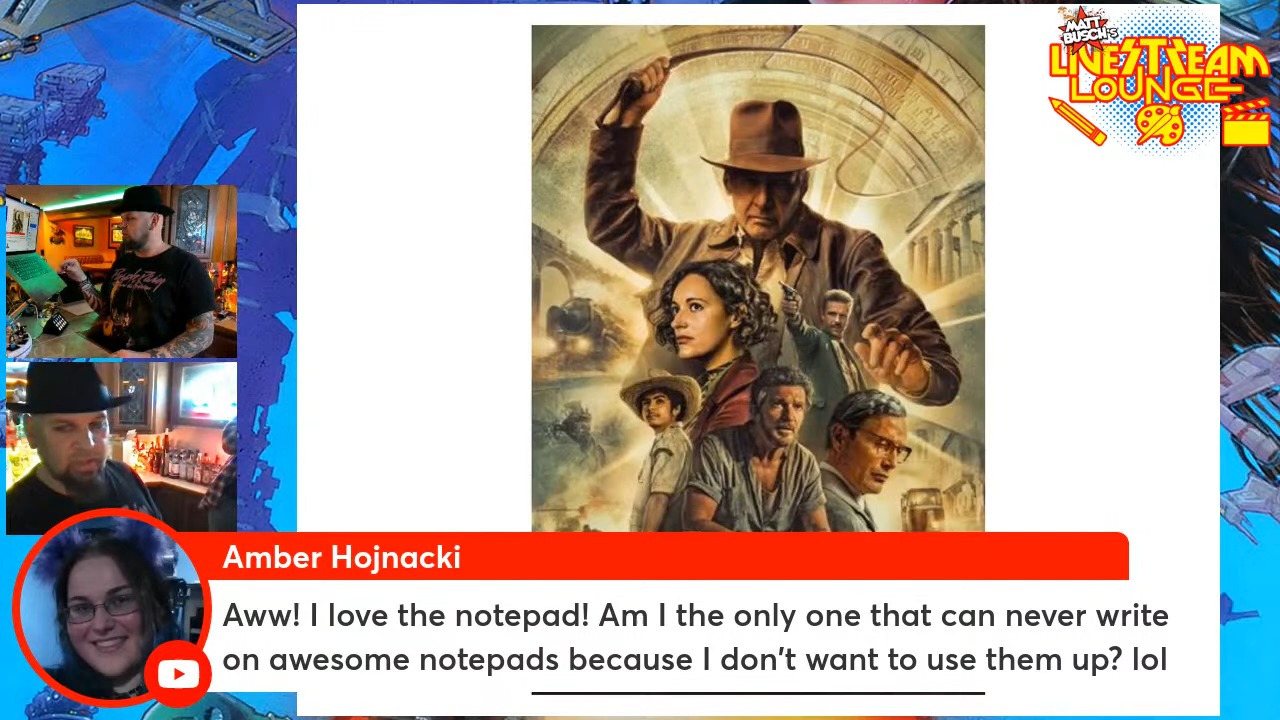 MATT
BUSCH'S
LIVESTREAM
LOUNGE
Amber Hojnacki
Aww! I love the notepad! Am I the only one that can never write
on awesome notepads because I don't want to use them up? lol